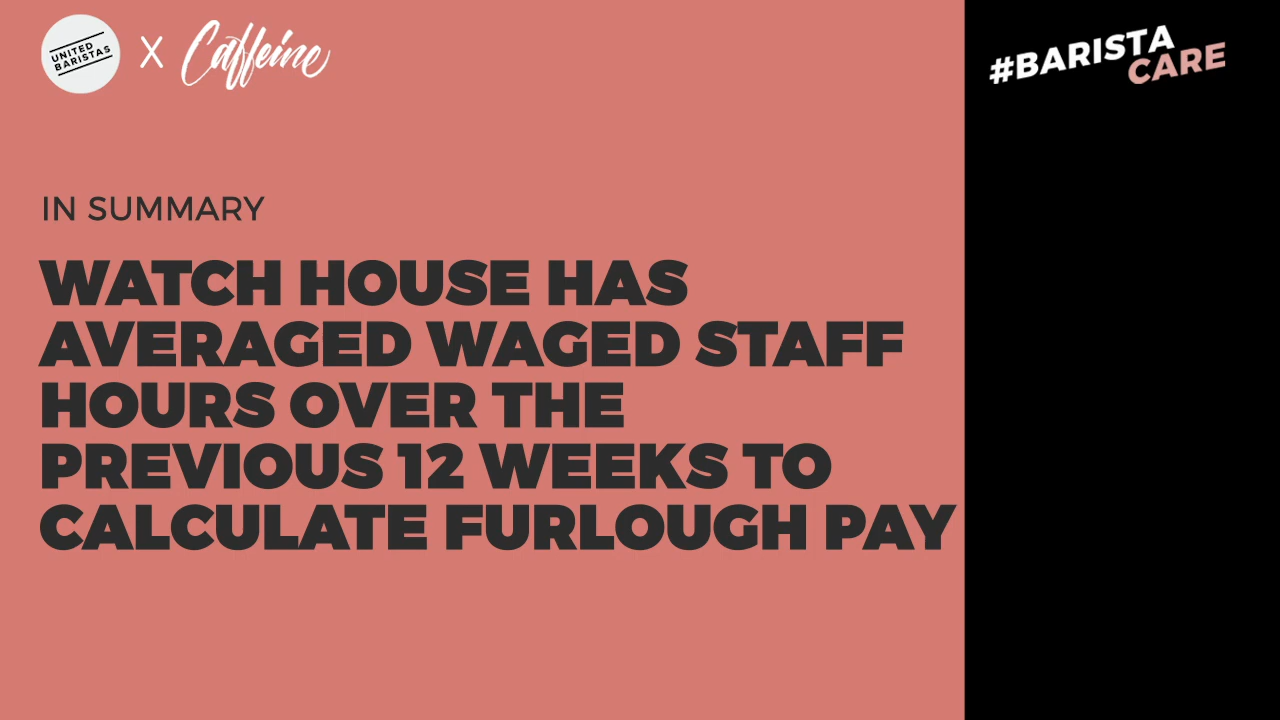 UNITED
BARISTAS
X
Caffeine
#BARISTA
CARE
IN SUMMARY
WATCH HOUSE HAS
AVERAGED WAGED STAFF
HOURS OVER THE
PREVIOUS 12 WEEKS TO
CALCULATE FURLOUGH PAY